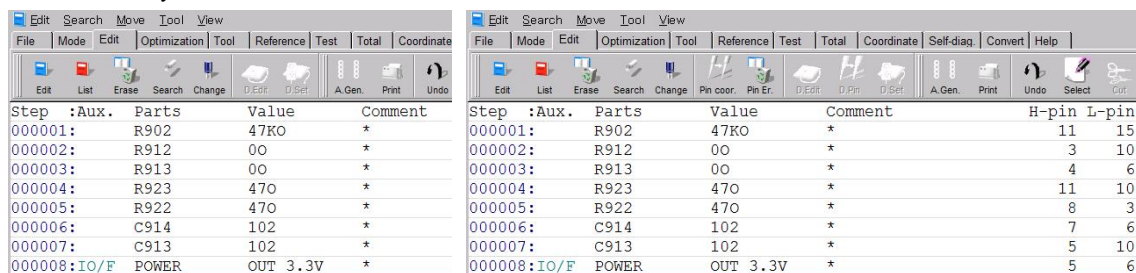 Edit Search Move Tool View
File Mode Edit Optimization Tool Reference Test Total Coordinate
Edit List Erase Search Change D.Edit D.Set A.Gen. Print Undo
Step :Aux. Parts Value Comment
000001: R902 47KO *
000002: R912 0O *
000003: R913 0O *
000004: R923 47O *
000005: R922 47O *
000006: C914 102 *
000007: C913 102 *
000008:IO/F POWER OUT 3.3V *
Edit Search Move Tool View
File Mode Edit Optimization Tool Reference Test Total Coordinate Self-diag. Convert Help
Edit List Erase Search Change Pin coor. Pin Er. D.Edit D.Pin D.Set A.Gen. Print Undo Select Cut
Step :Aux. Parts Value Comment H-pin L-pin
000001: R902 47KO * 11 15
000002: R912 0O * 3 10
000003: R913 0O * 4 6
000004: R923 47O * 11 10
000005: R922 47O * 8 3
000006: C914 102 * 7 6
000007: C913 102 * 5 10
000008:IO/F POWER OUT 3.3V * 5 6